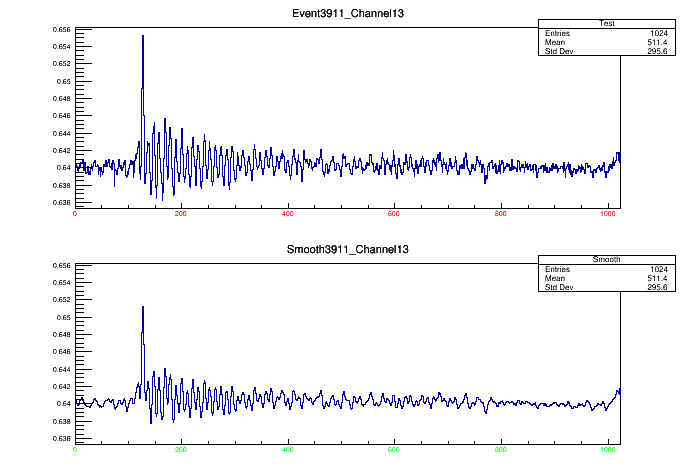 Event3911_Channel13
Test
Entries 1024
Mean 511.4
Std Dev 295.6
0.656
0.654
0.652
0.65
0.648
0.646
0.644
0.642
0.64
0.638
0.636
0 200 400 600 800 1000
Smooth3911_Channel13
Smooth
Entries 1024
Mean 511.4
Std Dev 295.6
0.656
0.654
0.652
0.65
0.648
0.646
0.644
0.642
0.64
0.638
0.636
0 200 400 600 800 1000